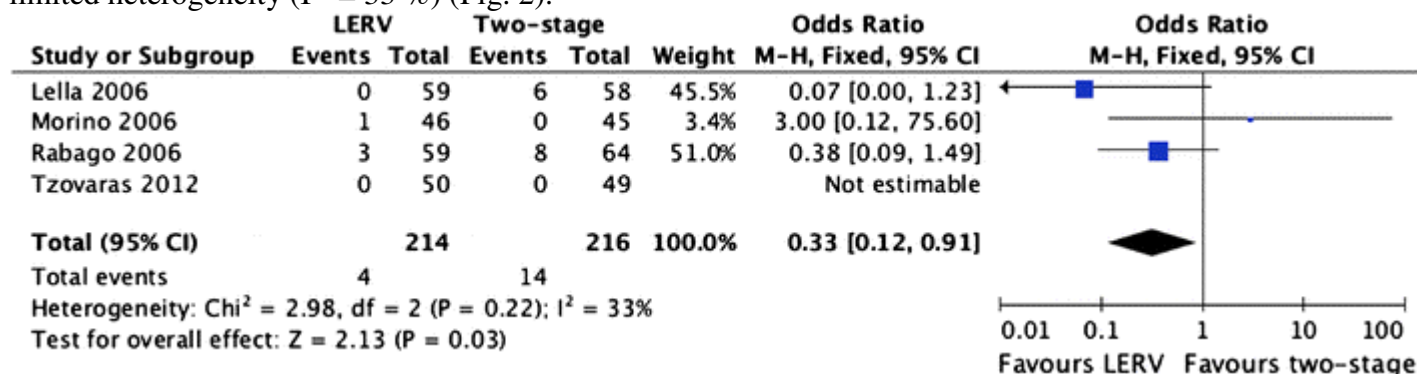 limited heterogeneity (I² = 33 %) (Fig. 2).
LERV Two-stage Odds Ratio Odds Ratio
Study or Subgroup Events Total Events Total Weight M-H, Fixed, 95% CI M-H, Fixed, 95% CI
Lella 2006 0 59 6 58 45.5% 0.07 [0.00, 1.23]
Morino 2006 1 46 0 45 3.4% 3.00 [0.12, 75.60]
Rabago 2006 3 59 8 64 51.0% 0.38 [0.09, 1.49]
Tzovaras 2012 0 50 0 49 Not estimable
Total (95% CI) 214 216 100.0% 0.33 [0.12, 0.91]
Total events 4 14
Heterogeneity: Chi² = 2.98, df = 2 (P = 0.22); I² = 33%
Test for overall effect: Z = 2.13 (P = 0.03)
0.01 0.1 1 10 100
Favours LERV Favours two-stage